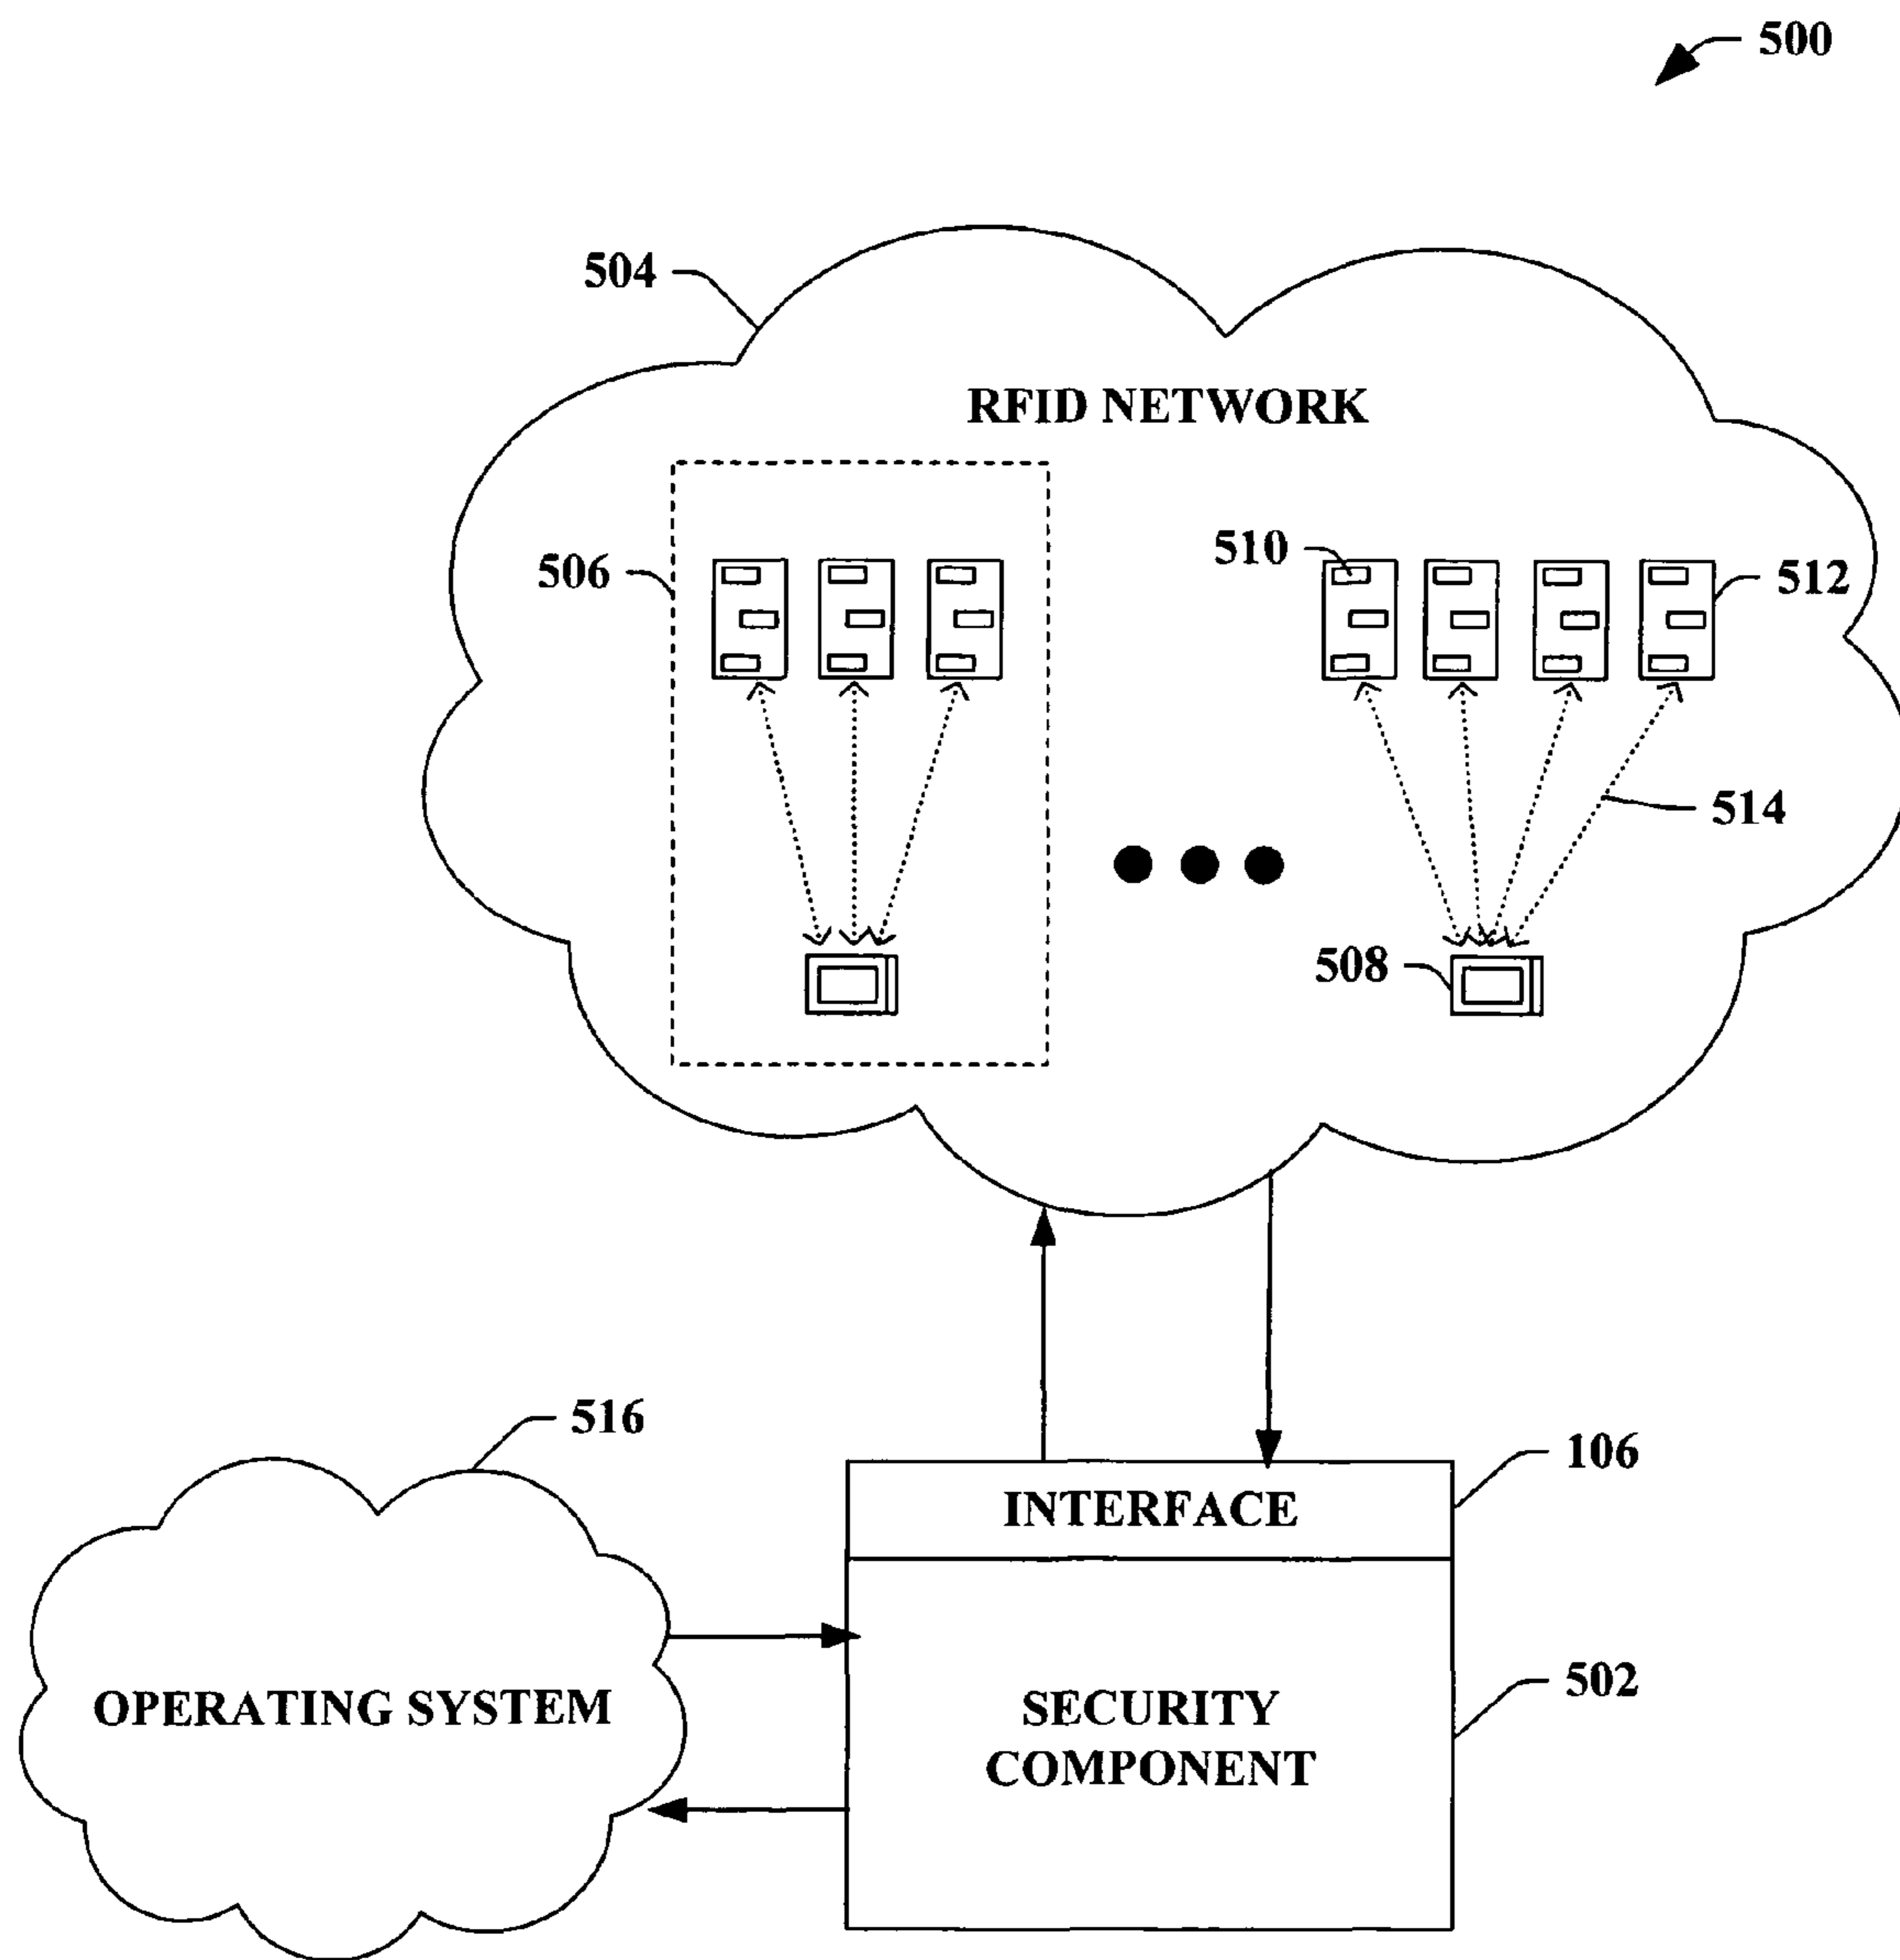 500
504
RFID NETWORK
506
510
512
514
508
516
106
INTERFACE
502
OPERATING SYSTEM
SECURITY
COMPONENT